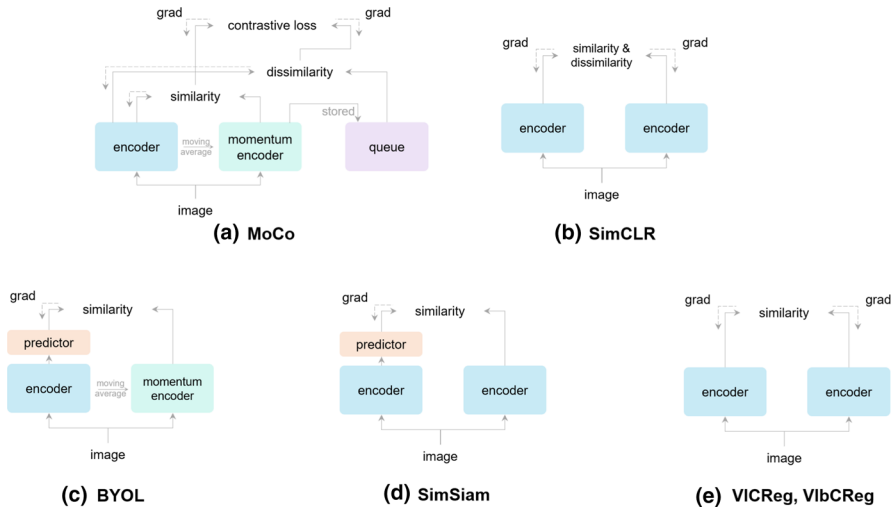 grad
contrastive loss
grad
dissimilarity
similarity
stored
encoder
moving
average
momentum
encoder
queue
image
(a) MoCo
grad
similarity &
dissimilarity
grad
encoder
encoder
image
(b) SimCLR
grad
similarity
predictor
encoder
moving
average
momentum
encoder
image
(c) BYOL
grad
similarity
predictor
encoder
encoder
image
(d) SimSiam
grad
similarity
grad
encoder
encoder
image
(e) VICReg, VIbCReg